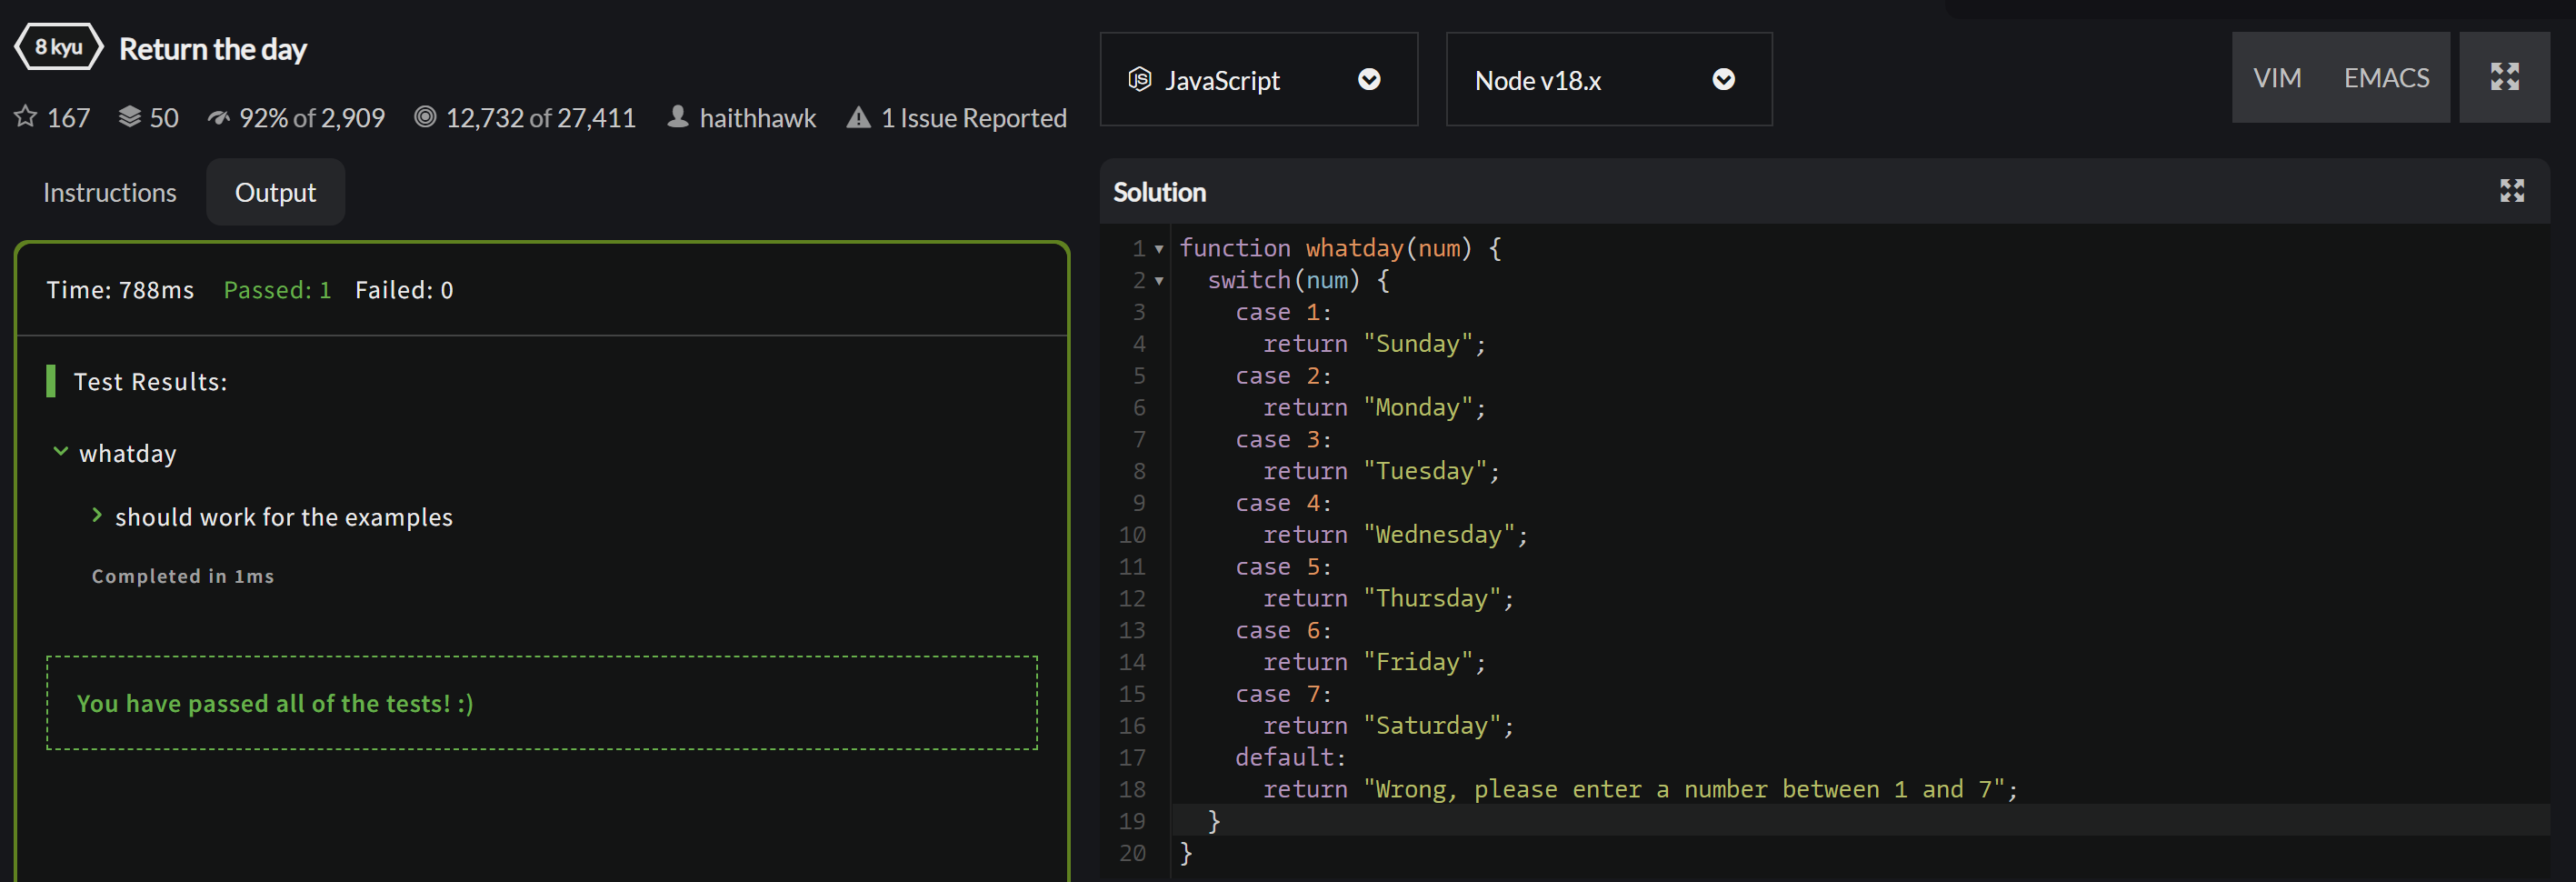 8 kyu Return the day
167 50 92% of 2,909 12,732 of 27,411 haithhawk 1 Issue Reported
Instructions Output
Time: 788ms Passed: 1 Failed: 0
Test Results:
whatday
should work for the examples
Completed in 1ms
You have passed all of the tests! :)
JS JavaScript Node v18.x VIM EMACS
Solution
1 function whatday(num) {
2   switch(num) {
3     case 1:
4       return "Sunday";
5     case 2:
6       return "Monday";
7     case 3:
8       return "Tuesday";
9     case 4:
10       return "Wednesday";
11     case 5:
12       return "Thursday";
13     case 6:
14       return "Friday";
15     case 7:
16       return "Saturday";
17     default:
18       return "Wrong, please enter a number between 1 and 7";
19   }
20 }